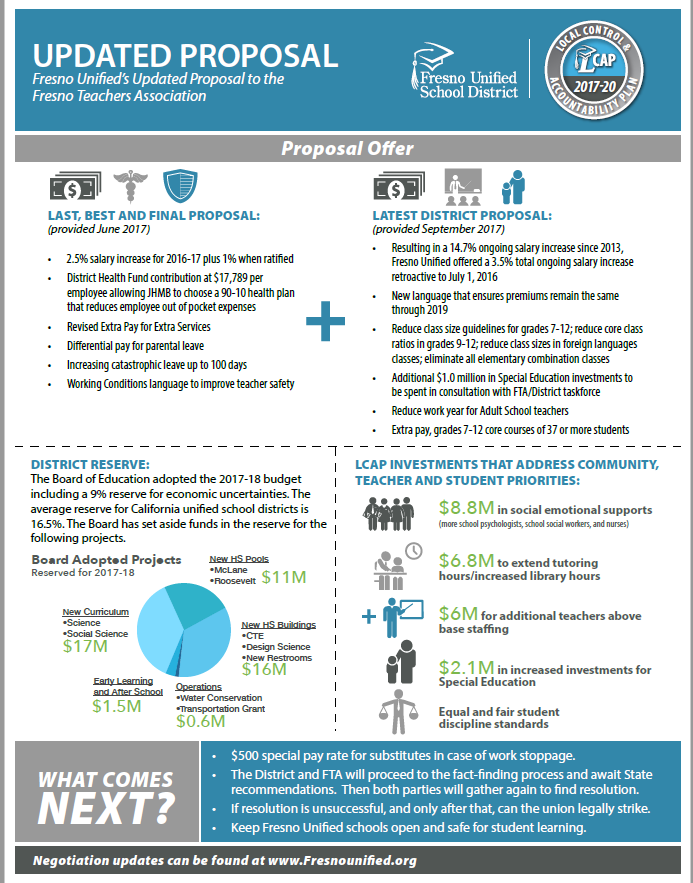 UPDATED PROPOSAL
Fresno Unified's Updated Proposal to the
Fresno Teachers Association
Fresno Unified
School District
LOCAL CONTROL &
LCAP
2017-20
ACCOUNTABILITY PLAN
Proposal Offer
LAST, BEST AND FINAL PROPOSAL:
(provided June 2017)
• 2.5% salary increase for 2016-17 plus 1% when ratified
• District Health Fund contribution at $17,789 per
employee allowing JHMB to choose a 90-10 health plan
that reduces employee out of pocket expenses
• Revised Extra Pay for Extra Services
• Differential pay for parental leave
• Increasing catastrophic leave up to 100 days
• Working Conditions language to improve teacher safety
+
LATEST DISTRICT PROPOSAL:
(provided September 2017)
• Resulting in a 14.7% ongoing salary increase since 2013,
Fresno Unified offered a 3.5% total ongoing salary increase
retroactive to July 1, 2016
• New language that ensures premiums remain the same
through 2019
• Reduce class size guidelines for grades 7-12; reduce core class
ratios in grades 9-12; reduce class sizes in foreign languages
classes; eliminate all elementary combination classes
• Additional $1.0 million in Special Education investments to
be spent in consultation with FTA/District taskforce
• Reduce work year for Adult School teachers
• Extra pay, grades 7-12 core courses of 37 or more students
DISTRICT RESERVE:
The Board of Education adopted the 2017-18 budget
including a 9% reserve for economic uncertainties. The
average reserve for California unified school districts is
16.5%. The Board has set aside funds in the reserve for the
following projects.
Board Adopted Projects
Reserved for 2017-18
New HS Pools
•McLane
•Roosevelt $11M
New Curriculum
•Science
•Social Science
$17M
New HS Buildings
•CTE
•Design Science
•New Restrooms
$16M
Early Learning
and After School
$1.5M
Operations
•Water Conservation
•Transportation Grant
$0.6M
LCAP INVESTMENTS THAT ADDRESS COMMUNITY,
TEACHER AND STUDENT PRIORITIES:
$8.8M in social emotional supports
(more school psychologists, school social workers, and nurses)
$6.8M to extend tutoring
hours/increased library hours
$6M for additional teachers above
base staffing
$2.1M in increased investments for
Special Education
Equal and fair student
discipline standards
WHAT COMES
NEXT?
• $500 special pay rate for substitutes in case of work stoppage.
• The District and FTA will proceed to the fact-finding process and await State
recommendations. Then both parties will gather again to find resolution.
• If resolution is unsuccessful, and only after that, can the union legally strike.
• Keep Fresno Unified schools open and safe for student learning.
Negotiation updates can be found at www.Fresnounified.org